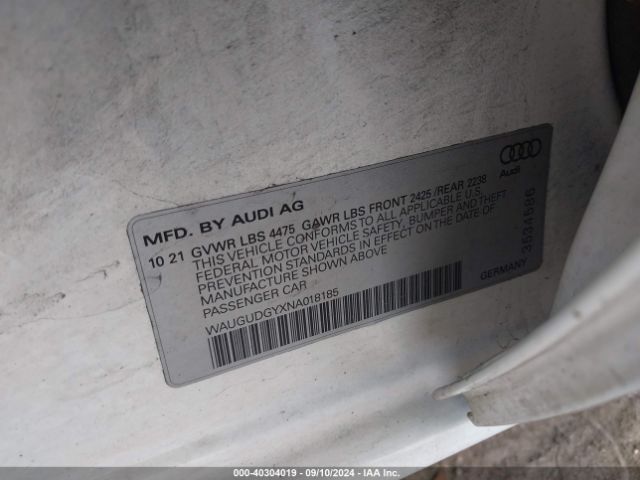 MFD. BY AUDI AG
Audi
10 21 GVWR LBS 4475 GAWR LBS FRONT 2425 /REAR 2238
THIS VEHICLE CONFORMS TO ALL APPLICABLE U.S.
FEDERAL MOTOR VEHICLE SAFETY, BUMPER AND THEFT
PREVENTION STANDARDS IN EFFECT ON THE DATE OF
MANUFACTURE SHOWN ABOVE
PASSENGER CAR
GERMANY
3534586
WAUGUDGYXNA018185
000-40304019 - 09/10/2024 - IAA Inc.